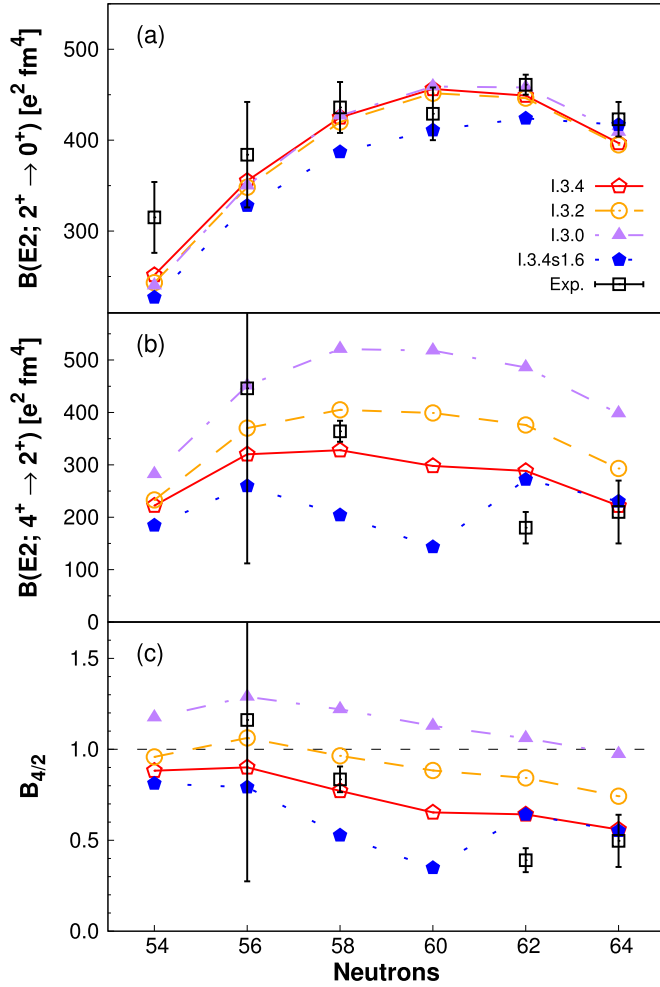 (a)
500
400
300
B(E2; 2⁺ → 0⁺) [e² fm⁴]
I.3.4
I.3.2
I.3.0
I.3.4s1.6
Exp.
(b)
500
400
300
200
100
0
B(E2; 4⁺ → 2⁺) [e² fm⁴]
(c)
1.5
1.0
0.5
0.0
B₄/₂
54 56 58 60 62 64
Neutrons